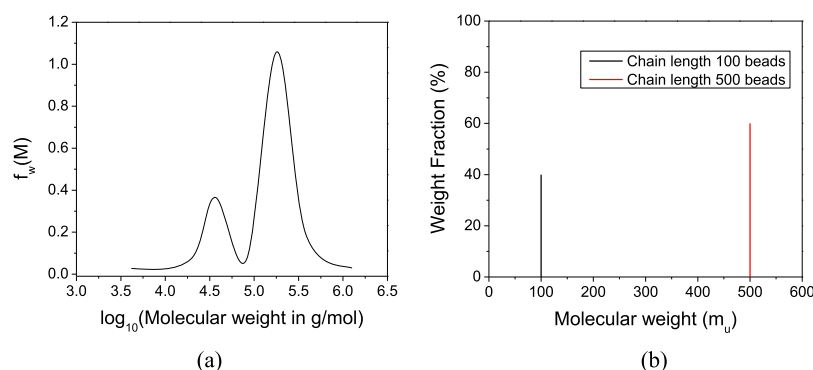 1.2
1.0
0.8
0.6
0.4
0.2
0.0
f_w(M)
3.0 3.5 4.0 4.5 5.0 5.5 6.0 6.5
log₁₀(Molecular weight in g/mol)
(a)
100
80
60
40
20
0
Weight Fraction (%)
Chain length 100 beads
Chain length 500 beads
0 100 200 300 400 500 600
Molecular weight (m_u)
(b)